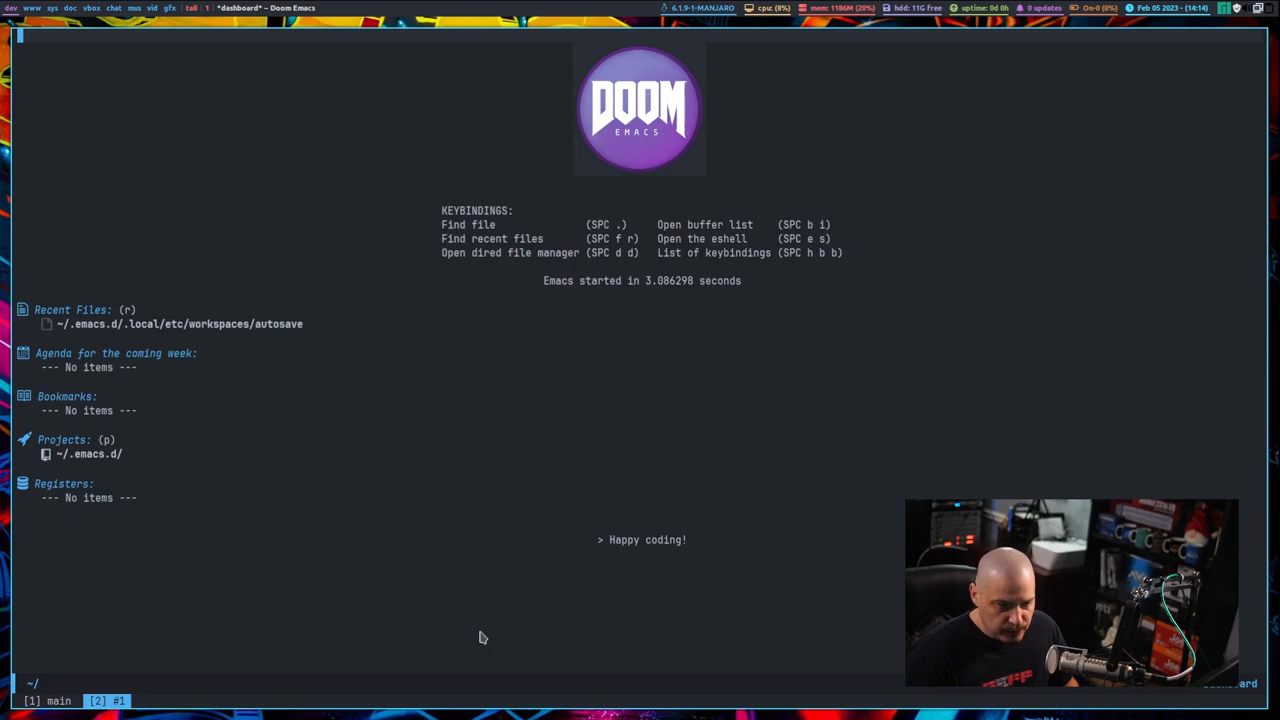 dev www sys doc vbox chat mus vid gfx tall 1 *dashboard* – Doom Emacs 6.1.9-1-MANJARO cpu: (8%) mem: 1186M (20%) hdd: 11G free uptime: 0d 0h 0 updates On-0 (0%) Feb 05 2023 - (14:14)
DOOM
EMACS
KEYBINDINGS:
Find file (SPC .) Open buffer list (SPC b i)
Find recent files (SPC f r) Open the eshell (SPC e s)
Open dired file manager (SPC d d) List of keybindings (SPC h b b)
Emacs started in 3.086298 seconds
Recent Files: (r)
~/.emacs.d/.local/etc/workspaces/autosave
Agenda for the coming week:
--- No items ---
Bookmarks:
--- No items ---
Projects: (p)
~/.emacs.d/
Registers:
--- No items ---
> Happy coding!
~/
[1] main [2] #1